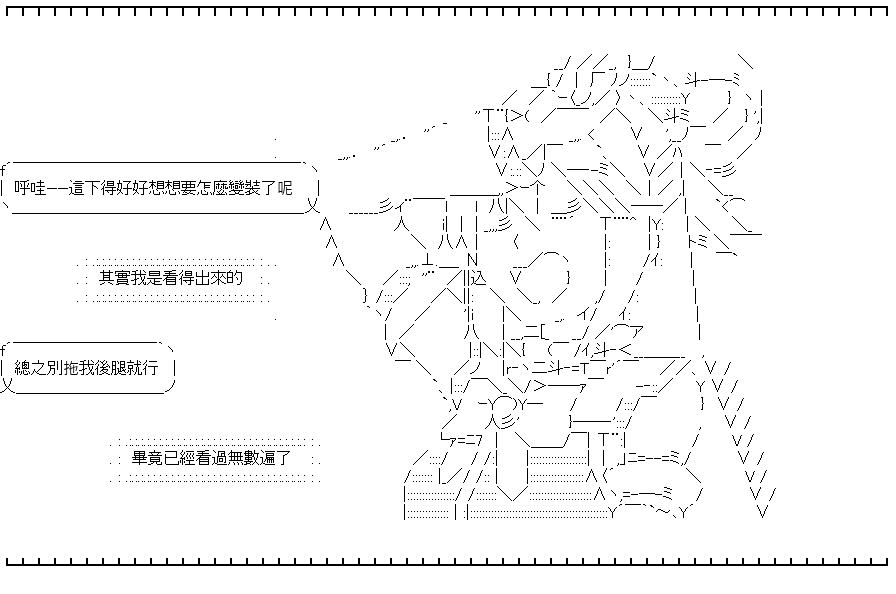 呼哇──這下得好好想想要怎麼變裝了呢
其實我是看得出來的
總之別拖我後腿就行
畢竟已經看過無數遍了